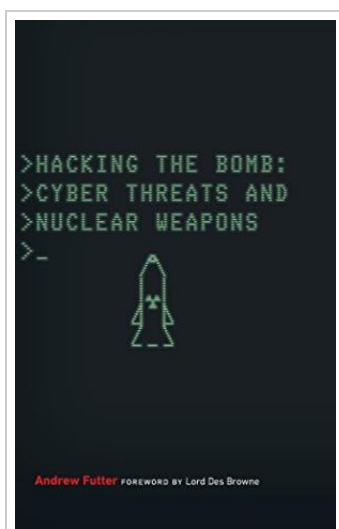 >HACKING THE BOMB:
>CYBER THREATS AND
>NUCLEAR WEAPONS
>_
Andrew Futter FOREWORD BY Lord Des Browne